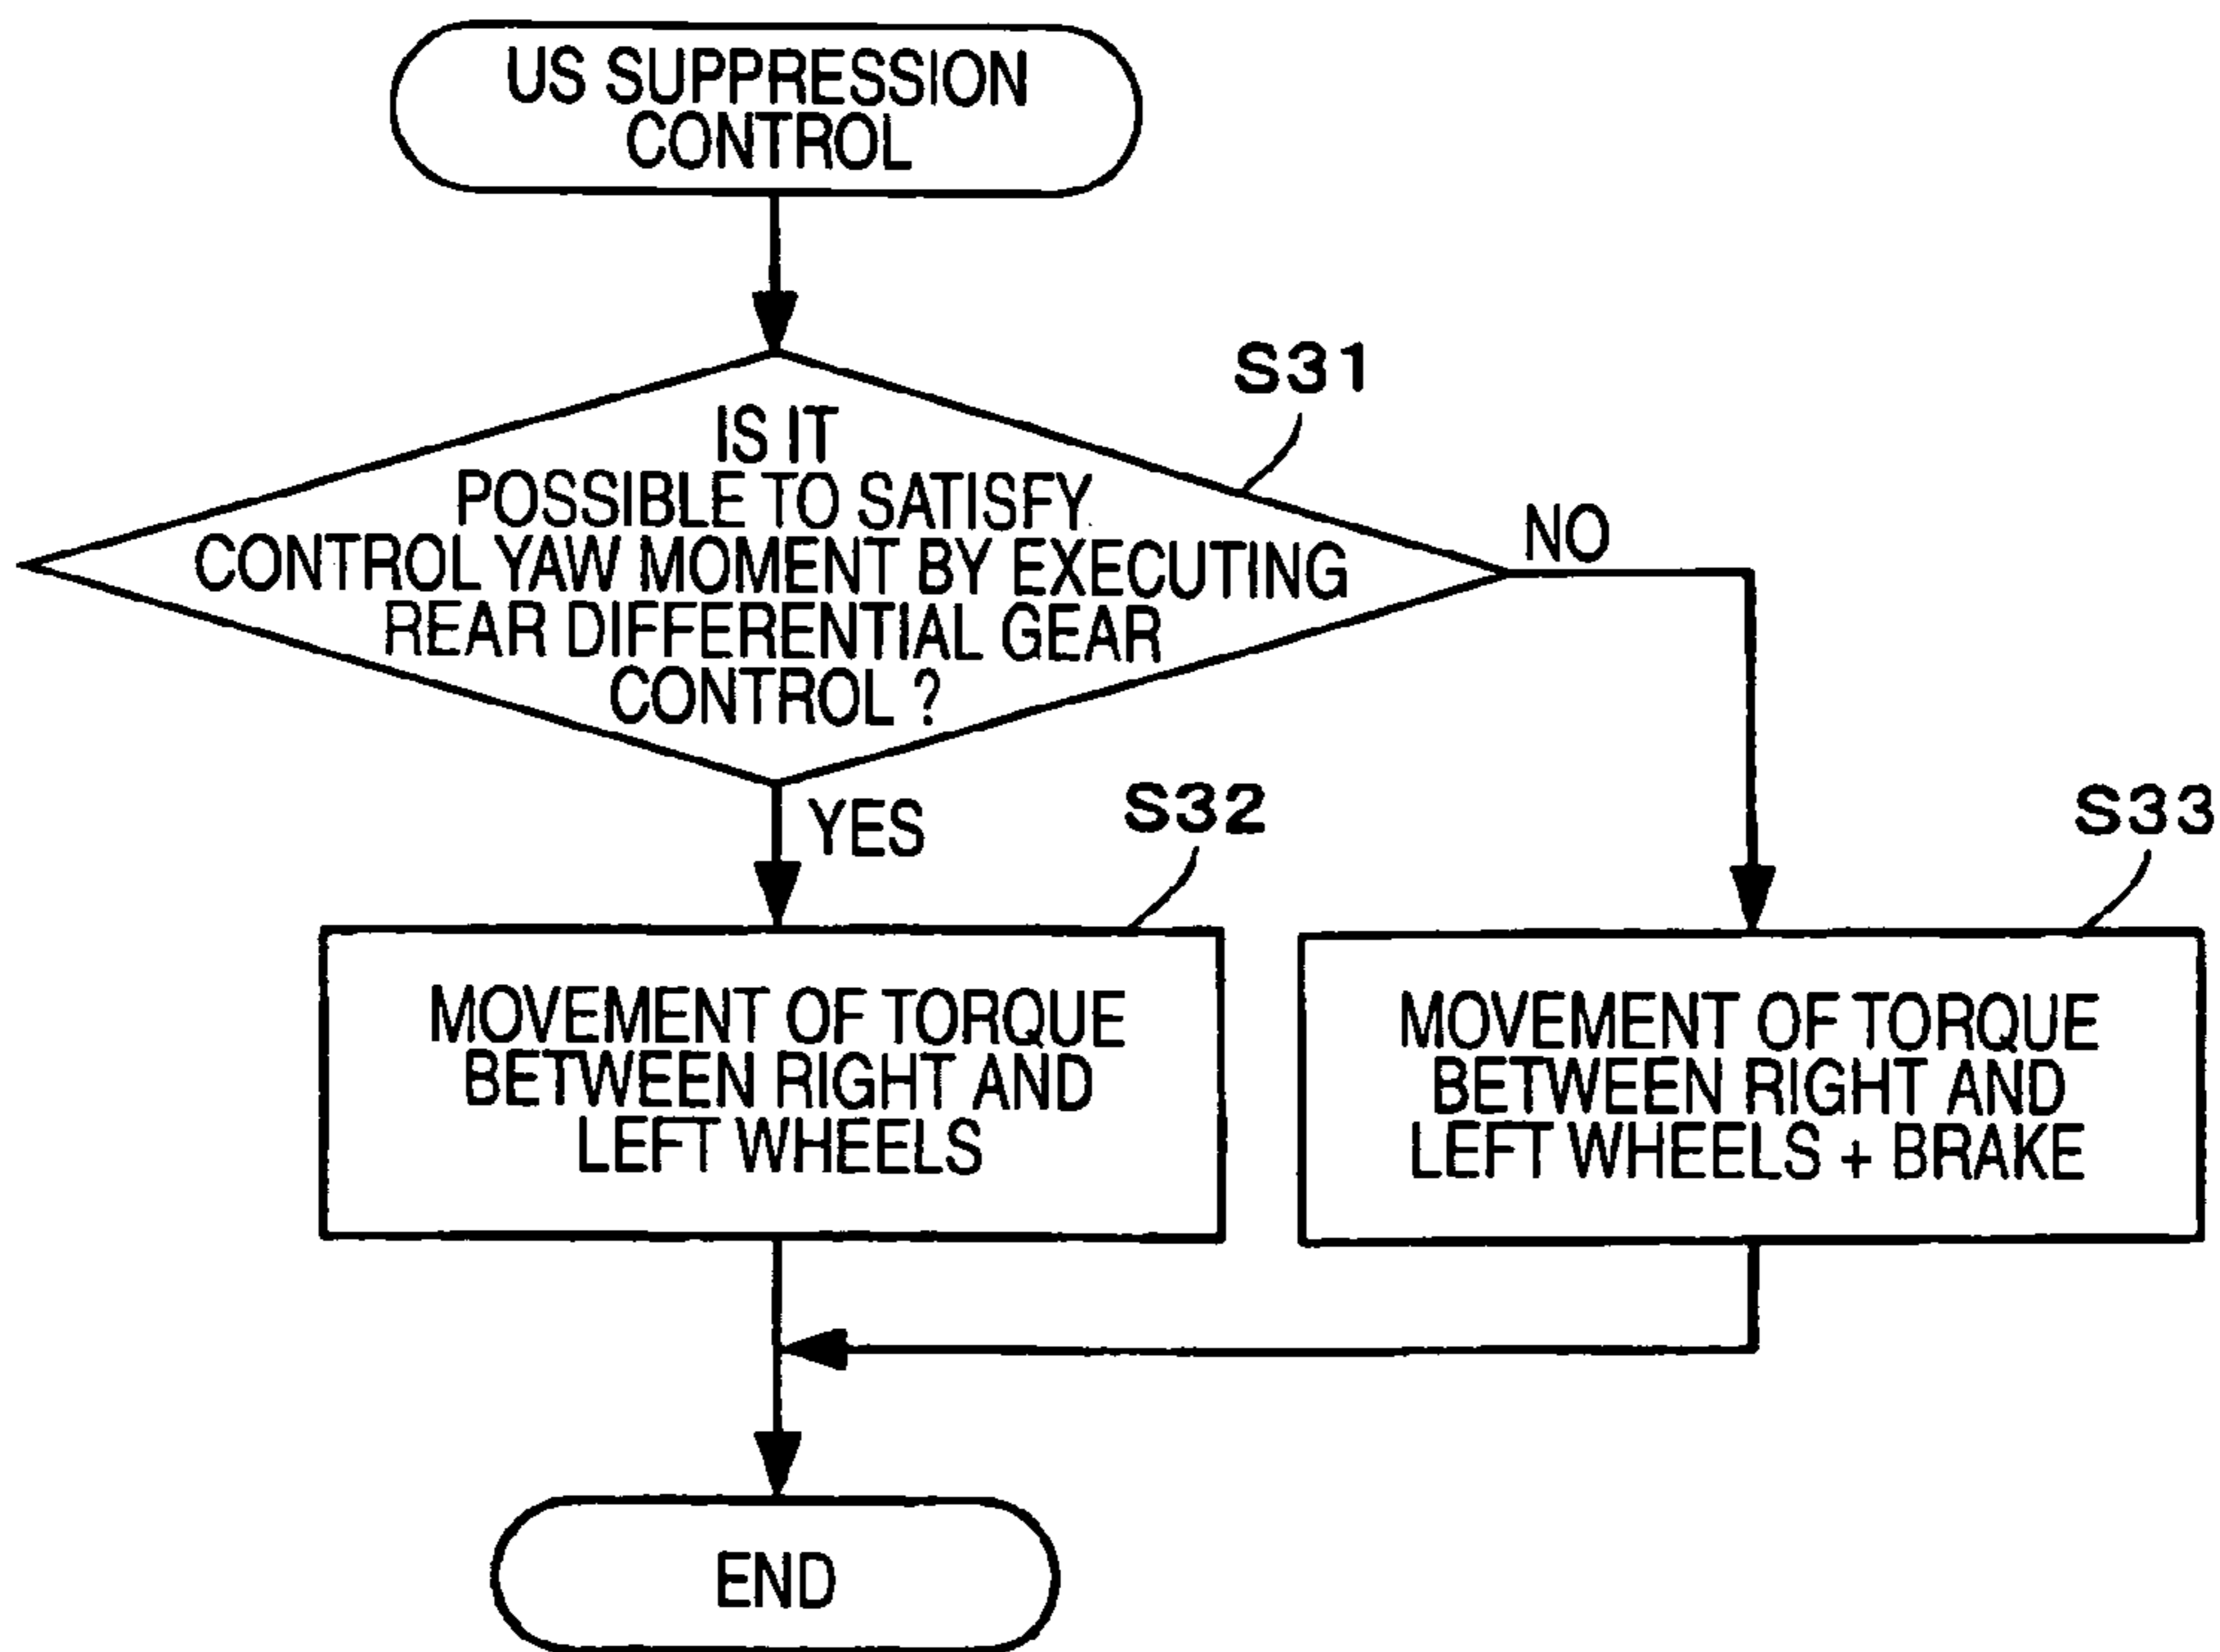 US SUPPRESSION
CONTROL
S31
IS IT
POSSIBLE TO SATISFY
CONTROL YAW MOMENT BY EXECUTING
REAR DIFFERENTIAL GEAR
CONTROL ?
NO
YES
S32
S33
MOVEMENT OF TORQUE
BETWEEN RIGHT AND
LEFT WHEELS
MOVEMENT OF TORQUE
BETWEEN RIGHT AND
LEFT WHEELS + BRAKE
END